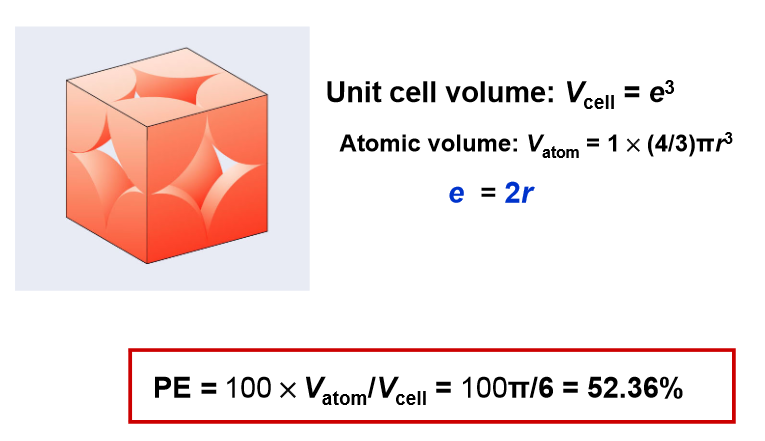 Unit cell volume: Vcell = e³
Atomic volume: Vatom = 1 × (4/3)πr³
e = 2r
PE = 100 × Vatom/Vcell = 100π/6 = 52.36%